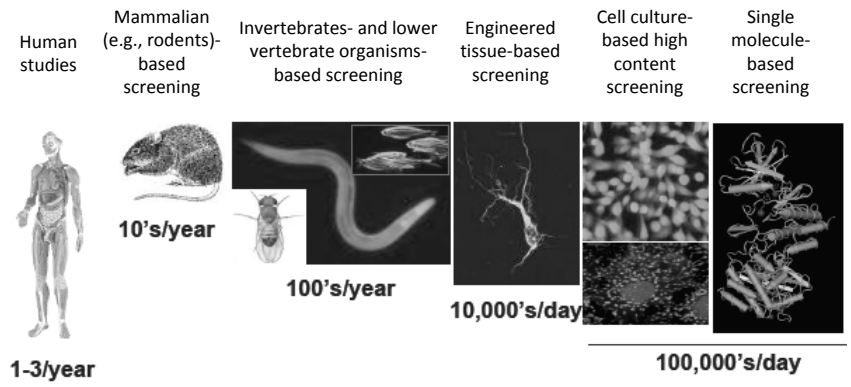 Human
studies
Mammalian
(e.g., rodents)-
based
screening
Invertebrates- and lower
vertebrate organisms-
based screening
Engineered
tissue-based
screening
Cell culture-
based high
content
screening
Single
molecule-
based
screening
1-3/year
10's/year
100's/year
10,000's/day
100,000's/day